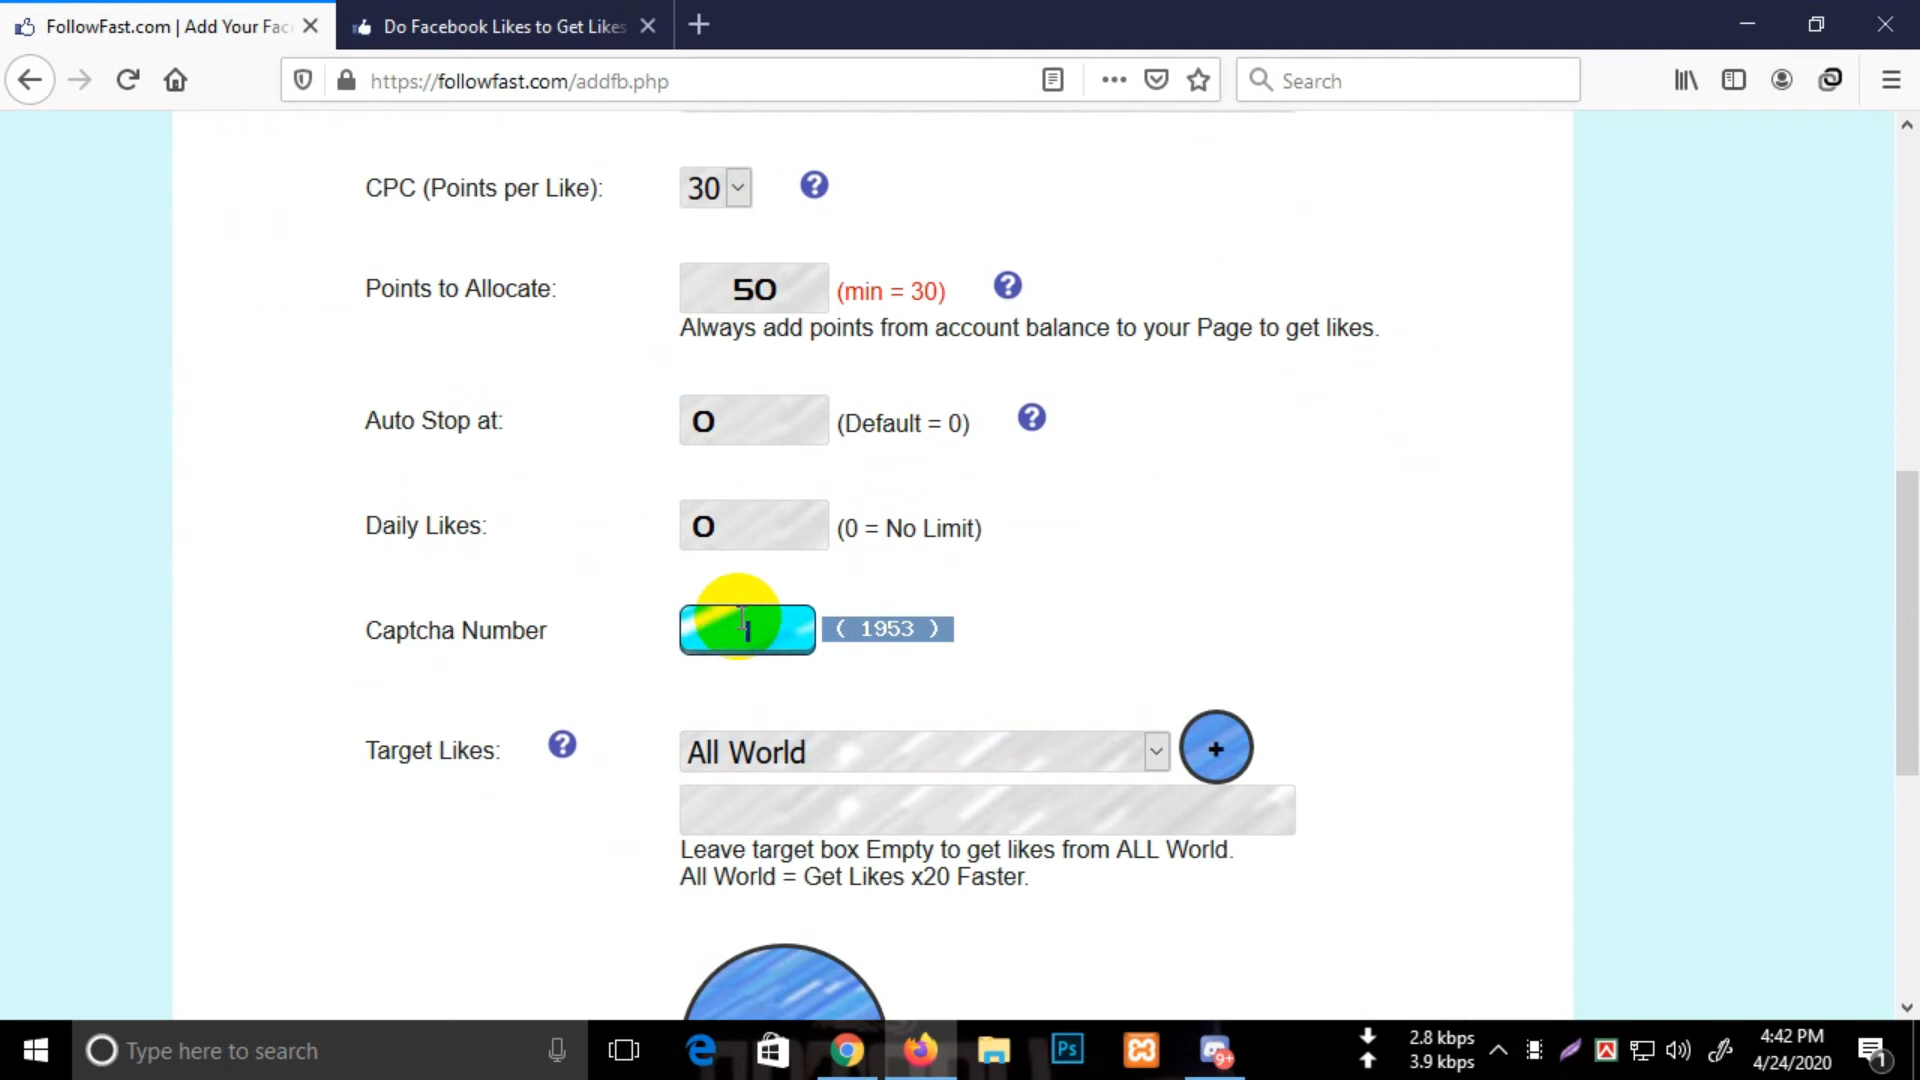 FollowFast.com | Add Your Fac
Do Facebook Likes to Get Likes
https://followfast.com/addfb.php
Search
CPC (Points per Like):
30
Points to Allocate:
50
(min = 30)
Always add points from account balance to your Page to get likes.
Auto Stop at:
0
(Default = 0)
Daily Likes:
0
(0 = No Limit)
Captcha Number
1
( 1953 )
Target Likes:
All World
+
Leave target box Empty to get likes from ALL World.
All World = Get Likes x20 Faster.
Type here to search
Ps
9+
2.8 kbps
3.9 kbps
4:42 PM
4/24/2020
1